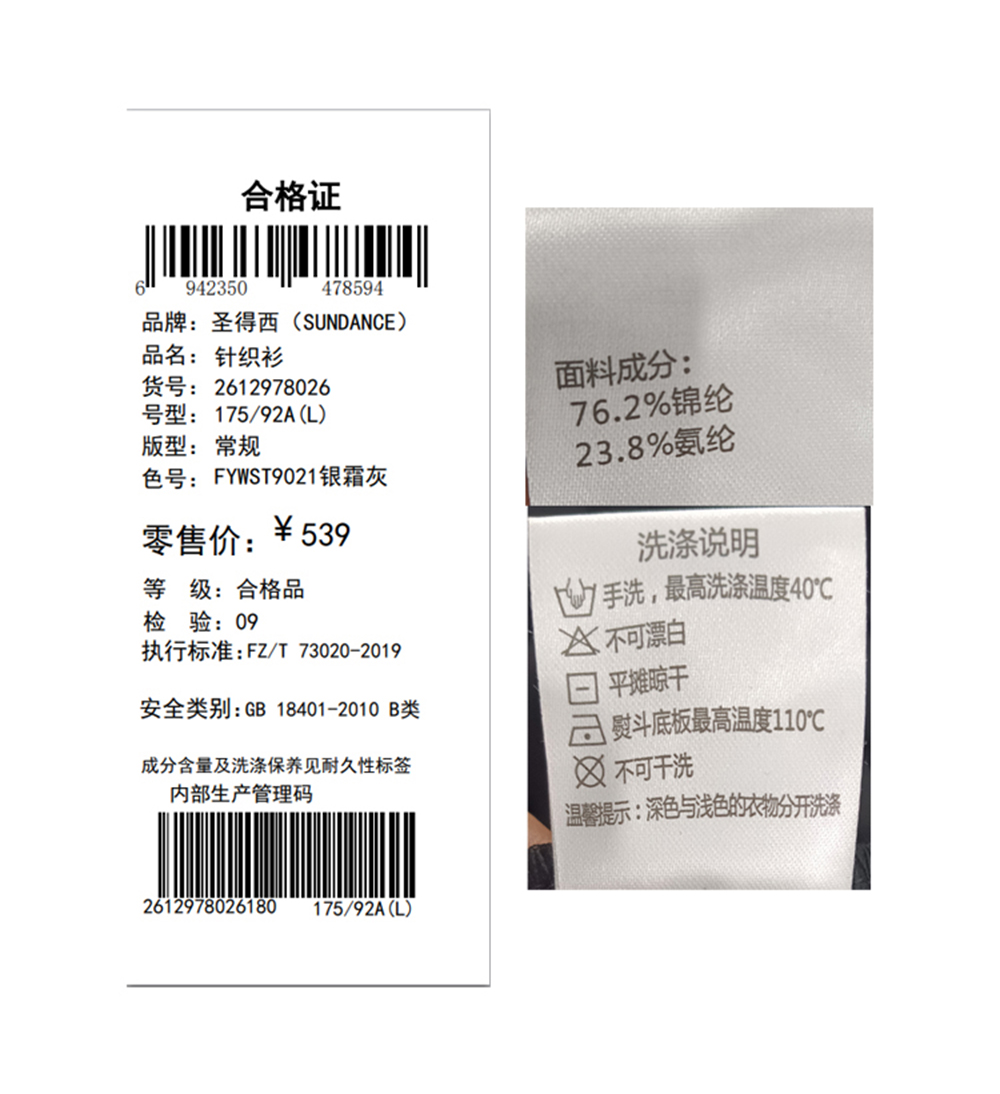 合格证
6 942350 478594
品牌：圣得西（SUNDANCE）
品名：针织衫
货号：2612978026
号型：175/92A(L)
版型：常规
色号：FYWST9021银霜灰
零售价：￥539
等 级：合格品
检 验：09
执行标准：FZ/T 73020-2019
安全类别：GB 18401-2010 B类
成分含量及洗涤保养见耐久性标签
内部生产管理码
2612978026180 175/92A(L)
面料成分：
76.2%锦纶
23.8%氨纶
洗涤说明
手洗，最高洗涤温度40℃
不可漂白
平摊晾干
熨斗底板最高温度110℃
不可干洗
温馨提示：深色与浅色的衣物分开洗涤